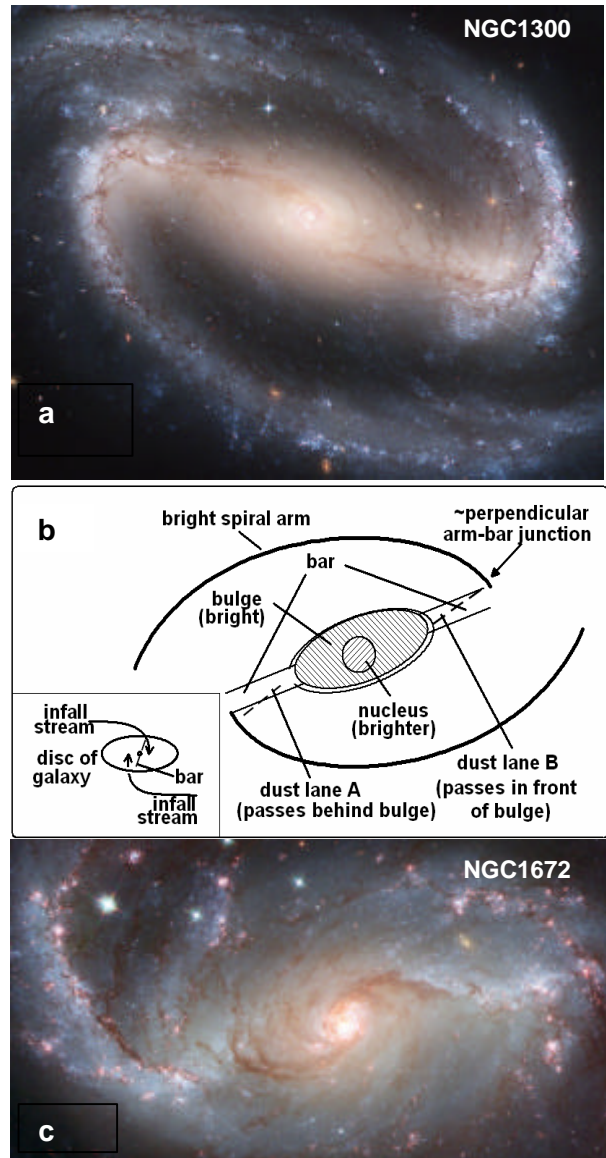 NGC1300
a
b
bright spiral arm
~perpendicular
arm-bar junction
bar
bulge
(bright)
nucleus
(brighter)
infall
stream
disc of
galaxy
bar
infall
stream
dust lane A
(passes behind bulge)
dust lane B
(passes in front
of bulge)
NGC1672
c